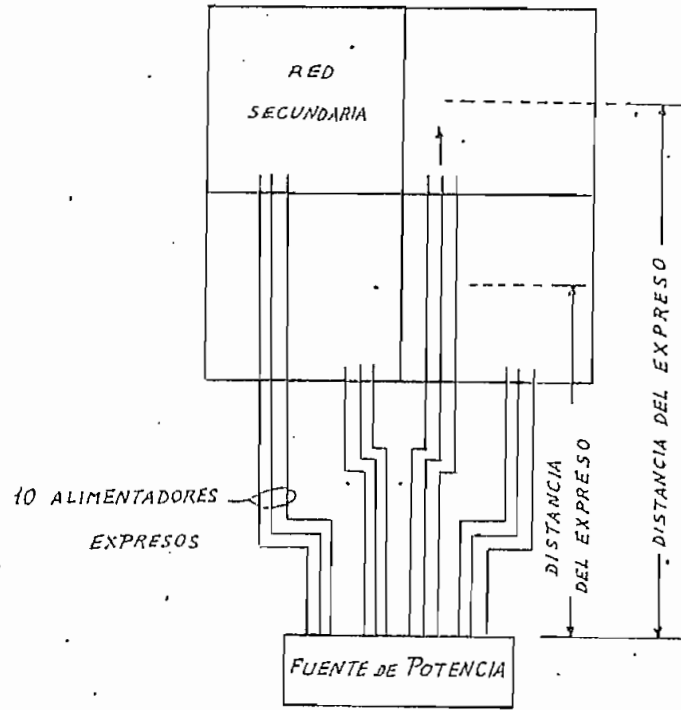 RED
SECUNDARIA
10 ALIMENTADORES
EXPRESOS
DISTANCIA
DEL EXPRESO
DISTANCIA DEL EXPRESO
FUENTE DE POTENCIA